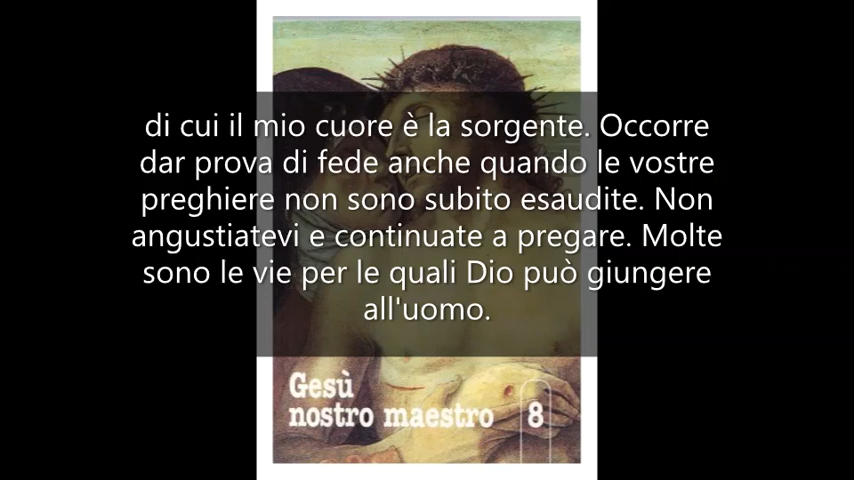 di cui il mio cuore è la sorgente. Occorre
dar prova di fede anche quando le vostre
preghiere non sono subito esaudite. Non
angustiatevi e continuate a pregare. Molte
sono le vie per le quali Dio può giungere
all'uomo.
Gesù
nostro maestro 8